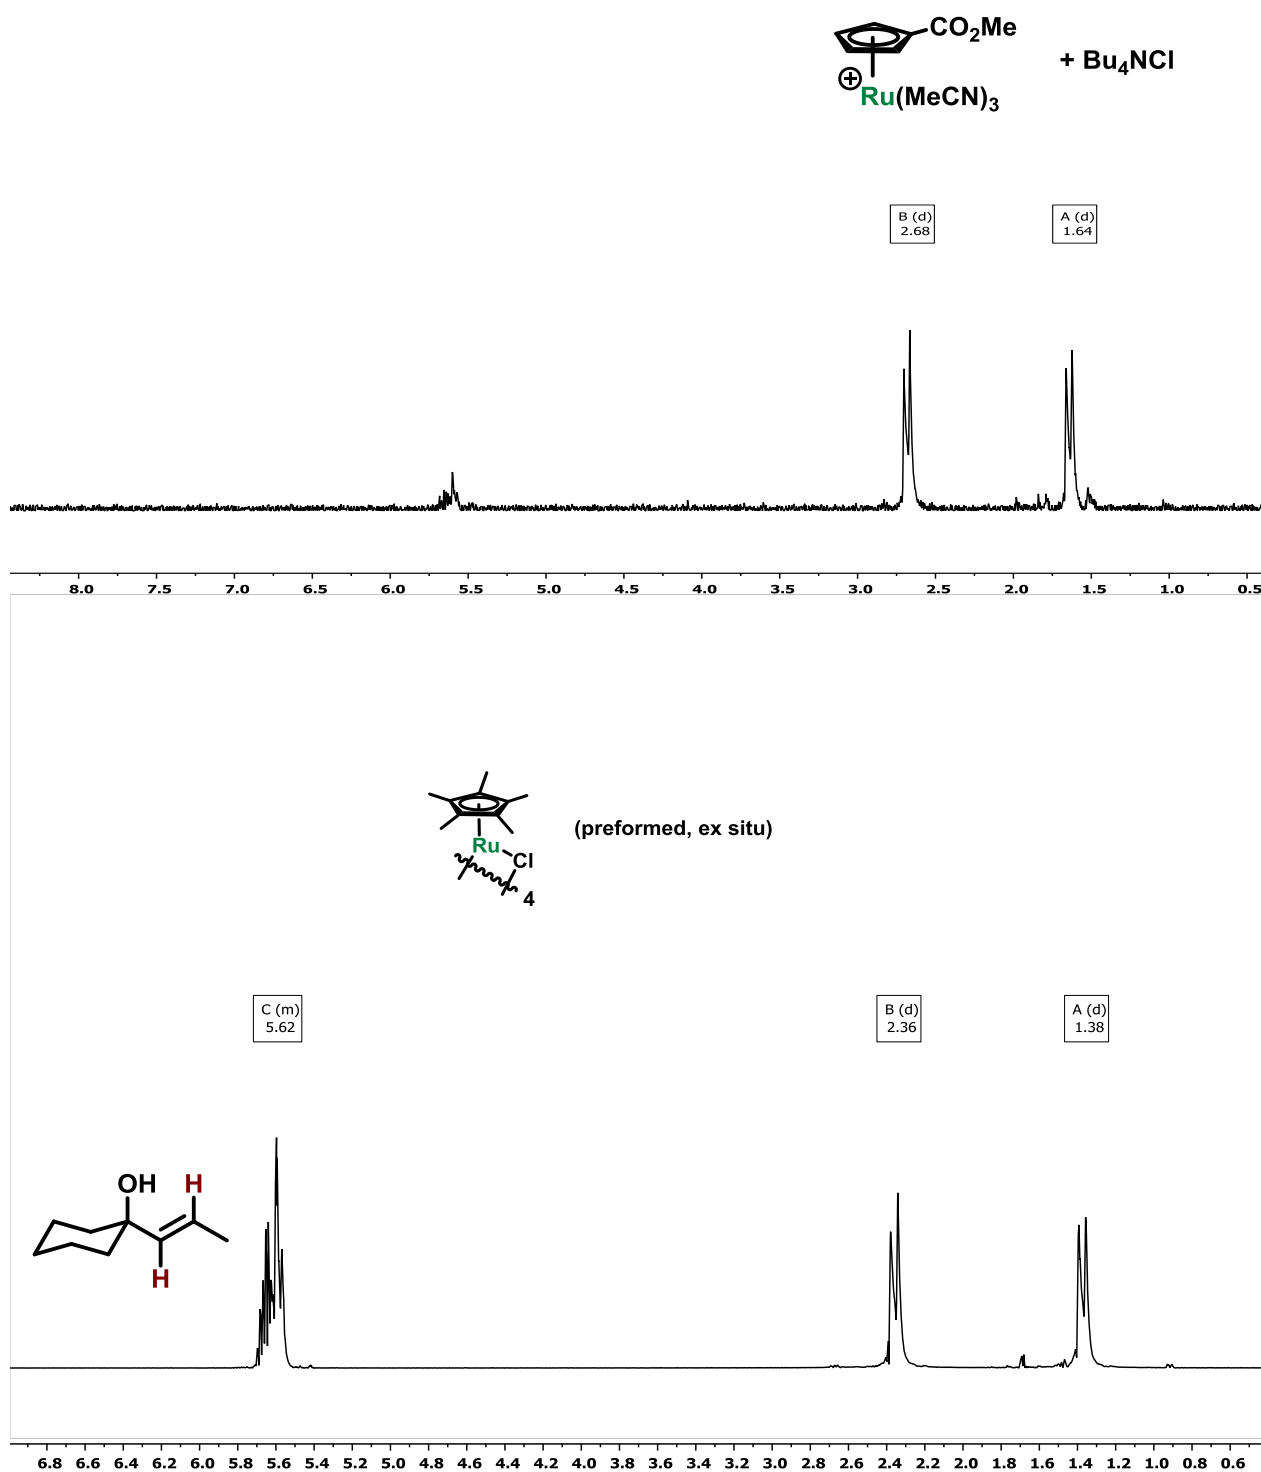 CO₂Me
+ Bu₄NCl
⊕
Ru(MeCN)₃
B (d)
2.68
A (d)
1.64
8.0 7.5 7.0 6.5 6.0 5.5 5.0 4.5 4.0 3.5 3.0 2.5 2.0 1.5 1.0 0.5
(preformed, ex situ)
Ru
Cl
4
C (m)
5.62
B (d)
2.36
A (d)
1.38
OH H
H
6.8 6.6 6.4 6.2 6.0 5.8 5.6 5.4 5.2 5.0 4.8 4.6 4.4 4.2 4.0 3.8 3.6 3.4 3.2 3.0 2.8 2.6 2.4 2.2 2.0 1.8 1.6 1.4 1.2 1.0 0.8 0.6